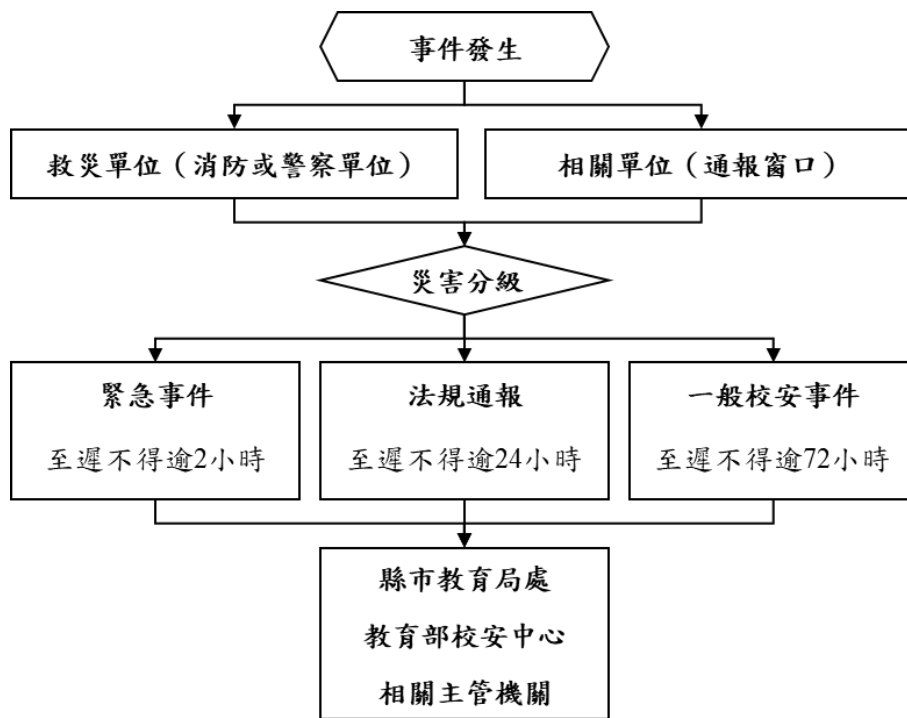 事件發生
救災單位（消防或警察單位）
相關單位（通報窗口）
災害分級
緊急事件
至遲不得逾2小時
法規通報
至遲不得逾24小時
一般校安事件
至遲不得逾72小時
縣市教育局處
教育部校安中心
相關主管機關